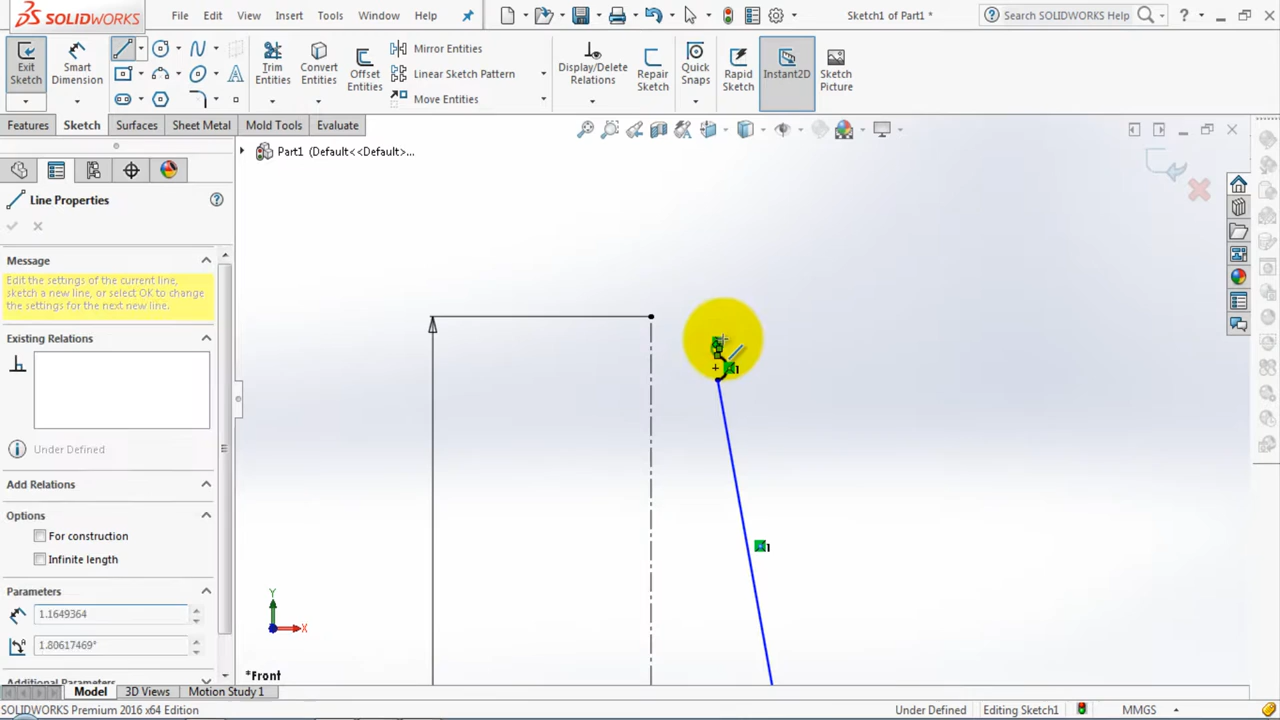 SOLIDWORKS
File Edit View Insert Tools Window Help
Sketch1 of Part1 *
Search SOLIDWORKS Help
Exit Sketch
Smart Dimension
Trim Entities
Convert Entities
Offset Entities
Mirror Entities
Linear Sketch Pattern
Move Entities
Display/Delete Relations
Repair Sketch
Quick Snaps
Rapid Sketch
Instant2D
Sketch Picture
Features Sketch Surfaces Sheet Metal Mold Tools Evaluate
Part1 (Default<<Default>...
Line Properties
Message
Edit the settings of the current line,
sketch a new line, or select OK to change
the settings for the next new line.
Existing Relations
Under Defined
Add Relations
Options
For construction
Infinite length
Parameters
1.1649364
1.80617469°
Additional Parameters
1
1
Y
X
*Front
Model 3D Views Motion Study 1
SOLIDWORKS Premium 2016 x64 Edition
Under Defined Editing Sketch1 MMGS